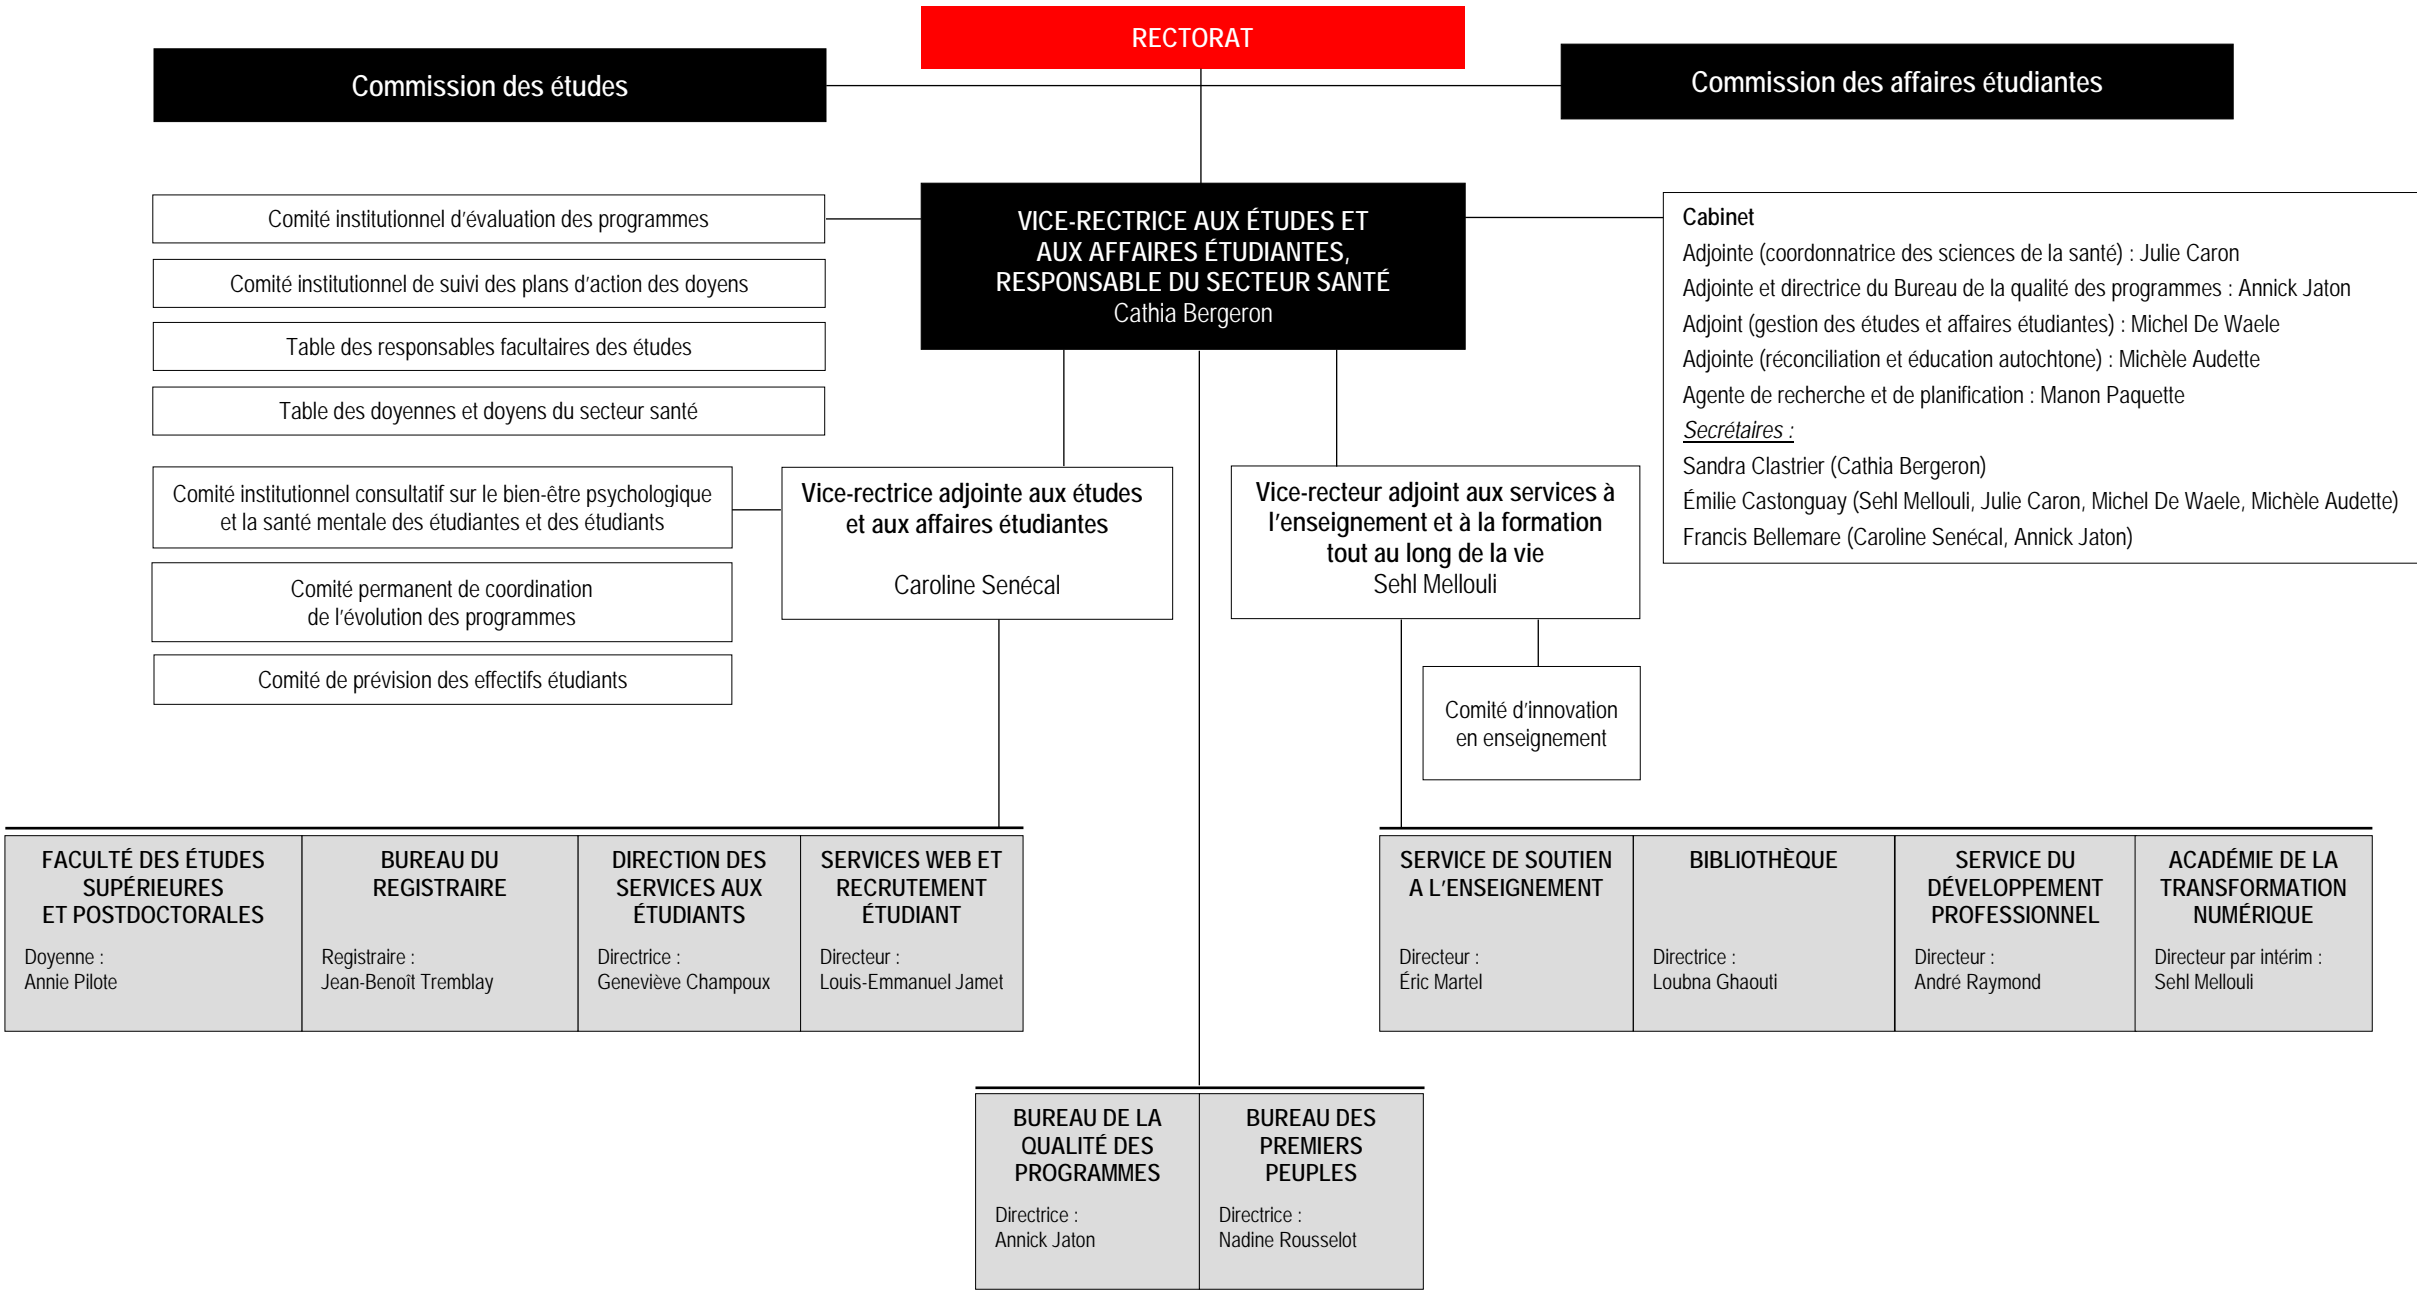 RECTORAT
Commission des études
Commission des affaires étudiantes
VICE-RECTRICE AUX ÉTUDES ET
AUX AFFAIRES ÉTUDIANTES,
RESPONSABLE DU SECTEUR SANTÉ
Cathia Bergeron
Comité institutionnel d'évaluation des programmes
Comité institutionnel de suivi des plans d'action des doyens
Table des responsables facultaires des études
Table des doyennes et doyens du secteur santé
Cabinet
Adjointe (coordonnatrice des sciences de la santé) : Julie Caron
Adjointe et directrice du Bureau de la qualité des programmes : Annick Jaton
Adjoint (gestion des études et affaires étudiantes) : Michel De Waele
Adjointe (réconciliation et éducation autochtone) : Michèle Audette
Agente de recherche et de planification : Manon Paquette
Secrétaires :
Sandra Clastrier (Cathia Bergeron)
Émilie Castonguay (Sehl Mellouli, Julie Caron, Michel De Waele, Michèle Audette)
Francis Bellemare (Caroline Senécal, Annick Jaton)
Comité institutionnel consultatif sur le bien-être psychologique
et la santé mentale des étudiantes et des étudiants
Comité permanent de coordination
de l'évolution des programmes
Comité de prévision des effectifs étudiants
Vice-rectrice adjointe aux études
et aux affaires étudiantes
Caroline Senécal
Vice-recteur adjoint aux services à
l'enseignement et à la formation
tout au long de la vie
Sehl Mellouli
Comité d'innovation
en enseignement
FACULTÉ DES ÉTUDES
SUPÉRIEURES
ET POSTDOCTORALES
Doyenne :
Annie Pilote
BUREAU DU
REGISTRAIRE
Registraire :
Jean-Benoît Tremblay
DIRECTION DES
SERVICES AUX
ÉTUDIANTS
Directrice :
Geneviève Champoux
SERVICES WEB ET
RECRUTEMENT
ÉTUDIANT
Directeur :
Louis-Emmanuel Jamet
SERVICE DE SOUTIEN
A L'ENSEIGNEMENT
Directeur :
Éric Martel
BIBLIOTHÈQUE
Directrice :
Loubna Ghaouti
SERVICE DU
DÉVELOPPEMENT
PROFESSIONNEL
Directeur :
André Raymond
ACADÉMIE DE LA
TRANSFORMATION
NUMÉRIQUE
Directeur par intérim :
Sehl Mellouli
BUREAU DE LA
QUALITÉ DES
PROGRAMMES
Directrice :
Annick Jaton
BUREAU DES
PREMIERS
PEUPLES
Directrice :
Nadine Rousselot